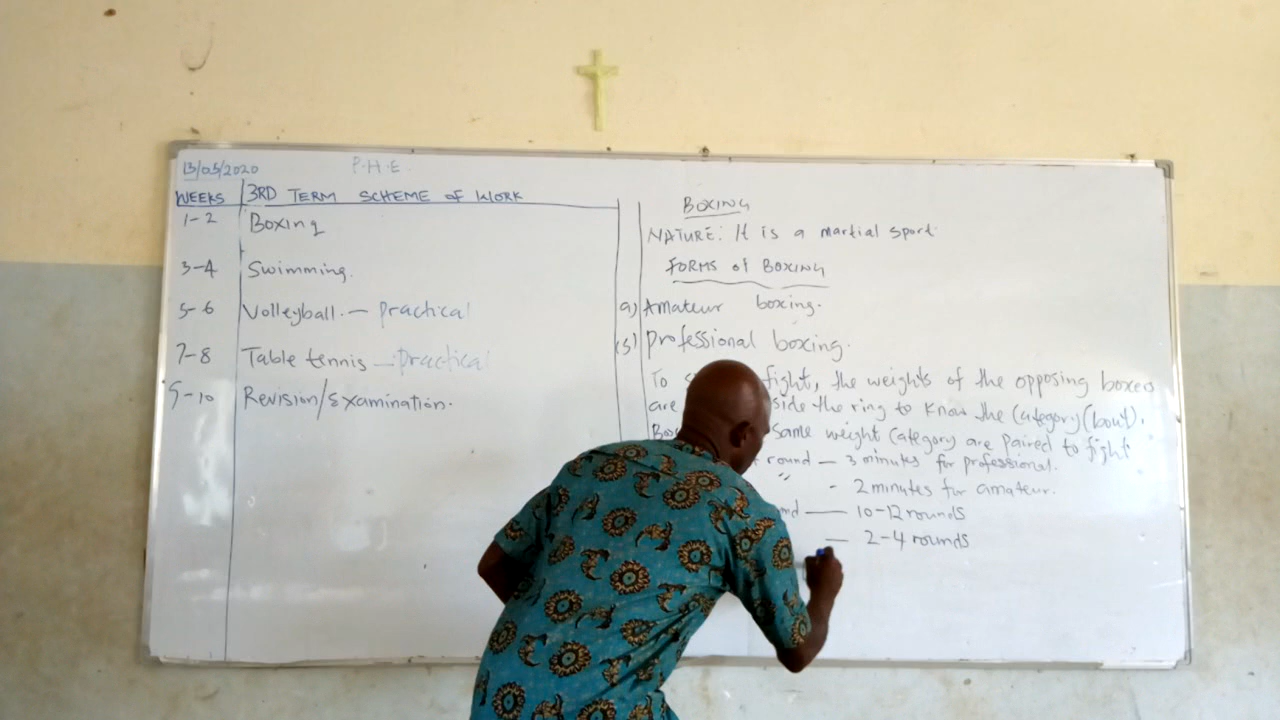 13/05/2020 P.H.E
WEEKS 3RD TERM SCHEME of WORK
1-2 Boxing
3-4 Swimming.
5-6 Volleyball. — practical
7-8 Table tennis — practical
9-10 Revision/Examination.
BOXING
NATURE: It is a martial sport.
FORMS of BOXING
a) Amateur boxing.
(b) professional boxing.
To fight, the weights of the opposing boxers
are side the ring to know the category (bout).
same weight category are paired to fight
round — 3 minutes for professional.
" - 2 minutes for amateur.
— 10-12 rounds
— 2-4 rounds